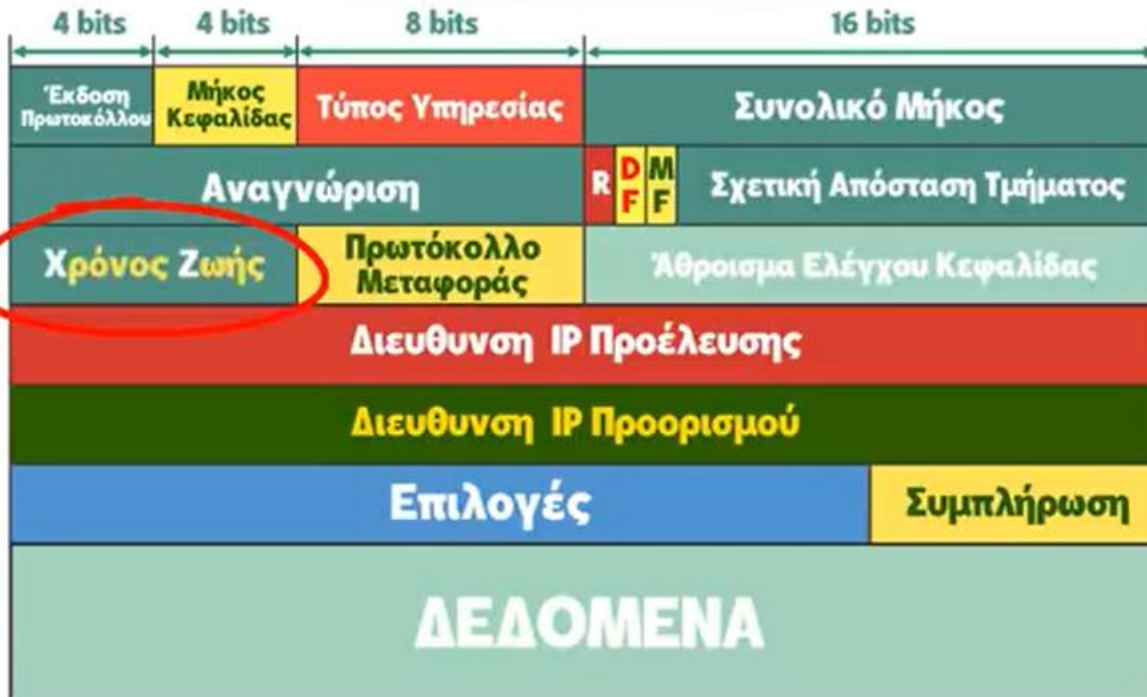 4 bits 4 bits 8 bits 16 bits
Έκδοση
Πρωτοκόλλου
Μήκος
Κεφαλίδας
Τύπος Υπηρεσίας
Συνολικό Μήκος
Αναγνώριση
R
D
F
M
F
Σχετική Απόσταση Τμήματος
Χρόνος Ζωής
Πρωτόκολλο
Μεταφοράς
Άθροισμα Ελέγχου Κεφαλίδας
Διευθυνση IP Προέλευσης
Διευθυνση IP Προορισμού
Επιλογές
Συμπλήρωση
ΔΕΔΟΜΕΝΑ